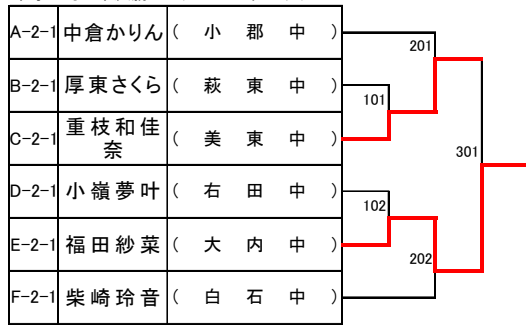 A-2-1 中倉かりん (小郡中)
201
B-2-1 厚東さくら (萩東中)
101
C-2-1 重枝和佳奈 (美東中)
301
D-2-1 小嶺夢叶 (右田中)
102
E-2-1 福田紗菜 (大内中)
202
F-2-1 柴崎玲音 (白石中)